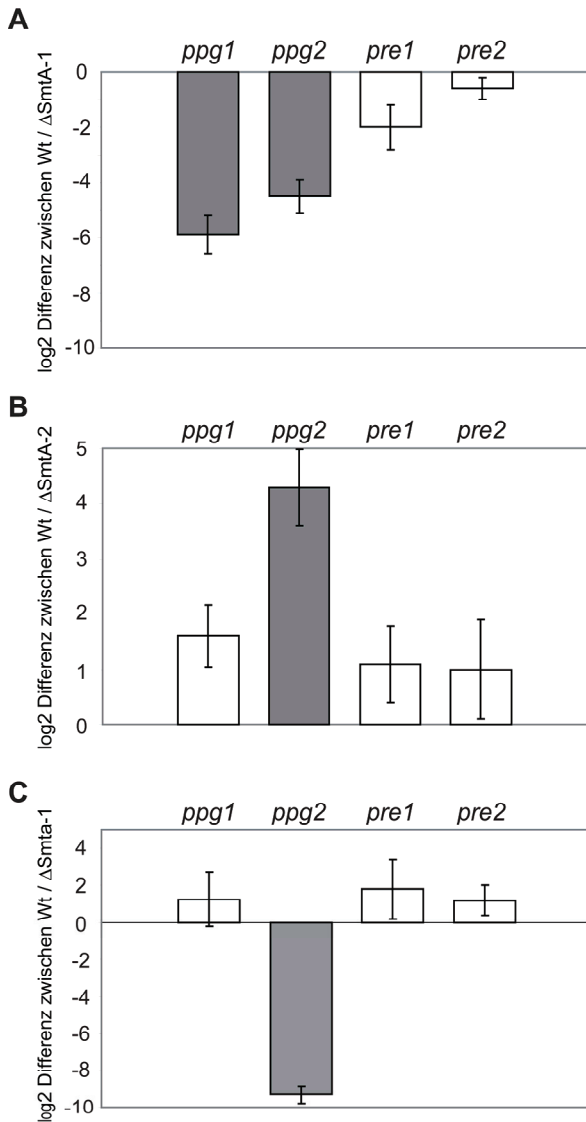 A
ppg1 ppg2 pre1 pre2
log2 Differenz zwischen Wt / ΔSmtA-1
0
-2
-4
-6
-8
-10
B
ppg1 ppg2 pre1 pre2
log2 Differenz zwischen Wt / ΔSmtA-2
5
4
3
2
1
0
C
ppg1 ppg2 pre1 pre2
log2 Differenz zwischen Wt / ΔSmta-1
4
2
0
-2
-4
-6
-8
-10